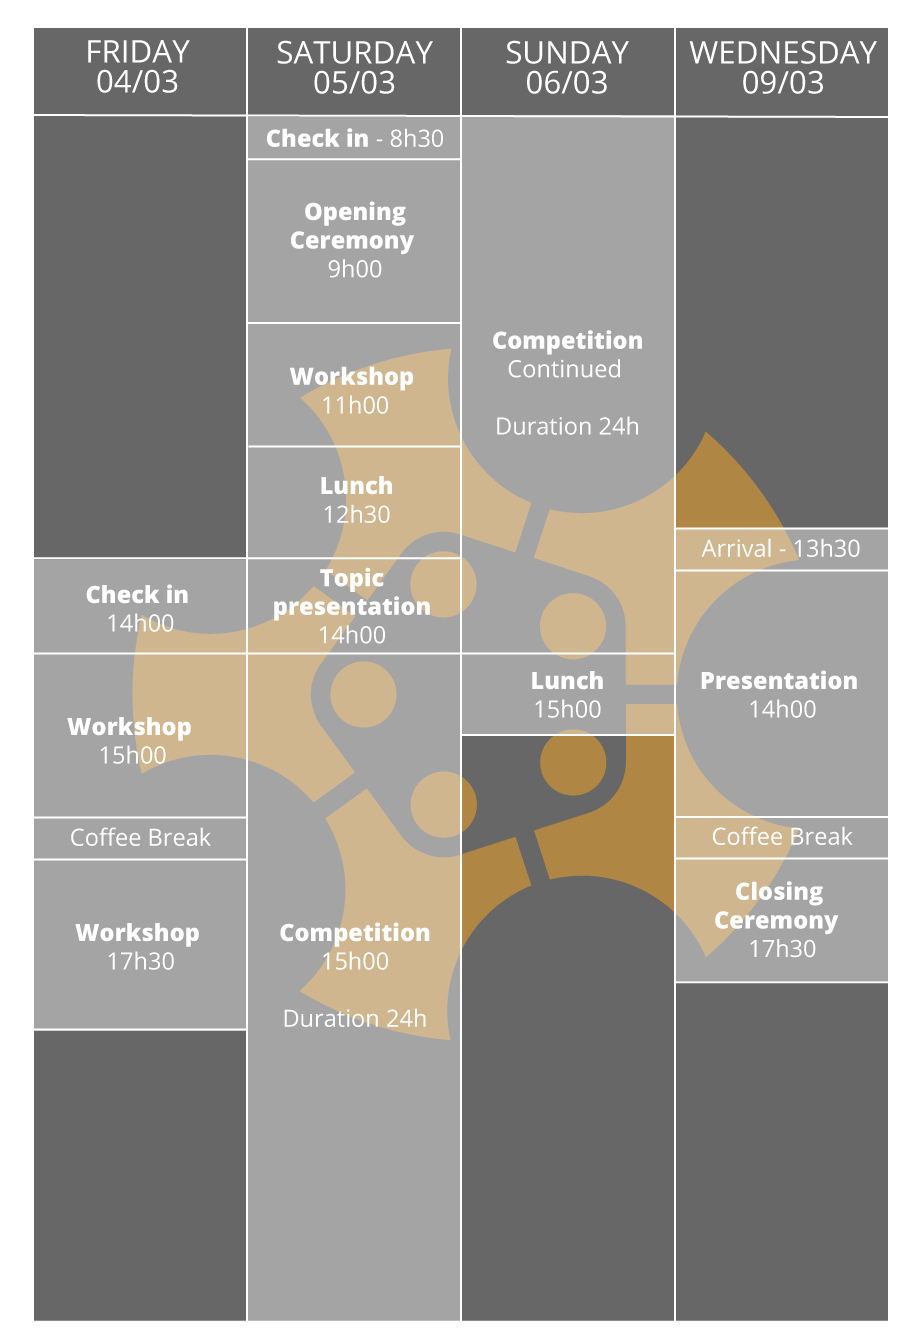 FRIDAY
04/03
SATURDAY
05/03
SUNDAY
06/03
WEDNESDAY
09/03
Check in
14h00
Workshop
15h00
Coffee Break
Workshop
17h30
Check in - 8h30
Opening
Ceremony
9h00
Workshop
11h00
Lunch
12h30
Topic
presentation
14h00
Competition
15h00
Duration 24h
Competition
Continued
Duration 24h
Lunch
15h00
Arrival - 13h30
Presentation
14h00
Coffee Break
Closing
Ceremony
17h30